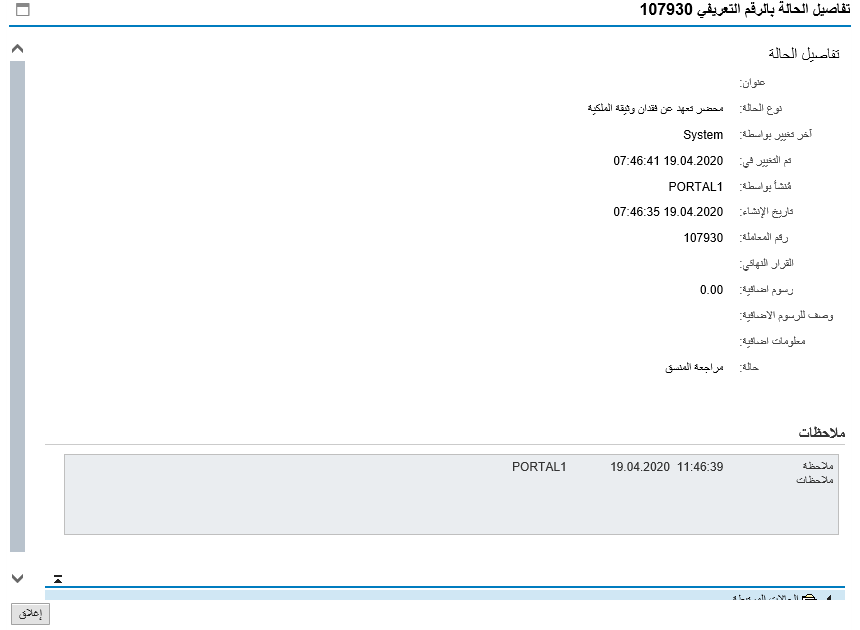 تفاصيل الحالة بالرقم التعريفي 107930
تفاصيل الحالة
عنوان:
نوع الحالة: محضر تعهد عن فقدان وثيقة الملكية
آخر تغيير بواسطة: System
تم التغيير في: 19.04.2020 07:46:41
مُنشأ بواسطة: PORTAL1
تاريخ الإنشاء: 19.04.2020 07:46:35
رقم المعاملة: 107930
القرار النهائي:
رسوم اضافية: 0.00
وصف للرسوم الاضافية:
معلومات اضافية:
حالة: مراجعة المنسق
ملاحظات
ملاحظة 19.04.2020 11:46:39 PORTAL1
ملاحظات
الحالات المرتبطة
إغلاق